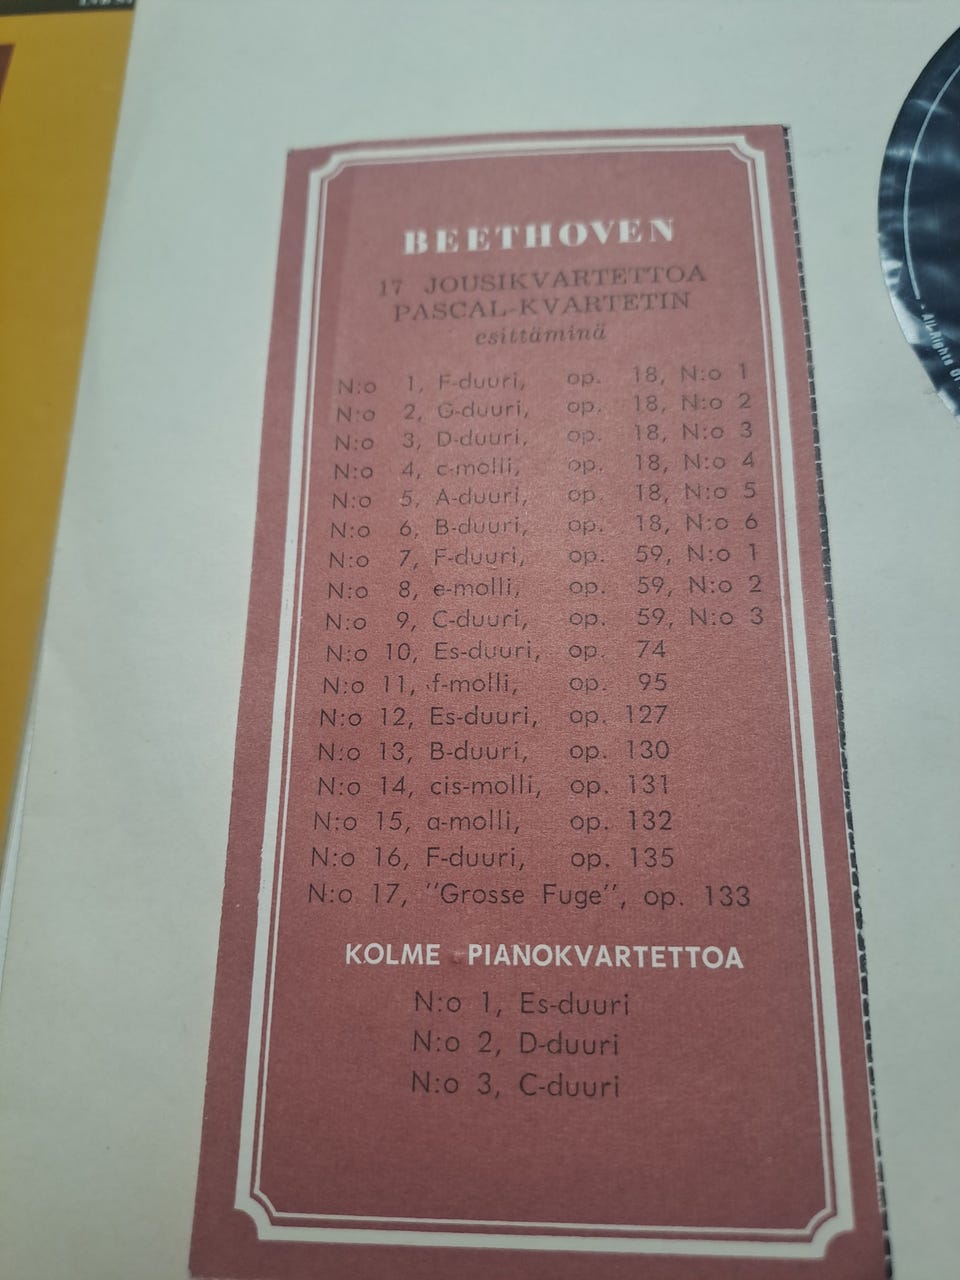 BEETHOVEN
17 JOUSIKVARTETTOA
PASCAL-KVARTETIN
esittäminä
N:o 1, F-duuri, op. 18, N:o 1
N:o 2, G-duuri, op. 18, N:o 2
N:o 3, D-duuri, op. 18, N:o 3
N:o 4, c-molli, op. 18, N:o 4
N:o 5, A-duuri, op. 18, N:o 5
N:o 6, B-duuri, op. 18, N:o 6
N:o 7, F-duuri, op. 59, N:o 1
N:o 8, e-molli, op. 59, N:o 2
N:o 9, C-duuri, op. 59, N:o 3
N:o 10, Es-duuri, op. 74
N:o 11, f-molli, op. 95
N:o 12, Es-duuri, op. 127
N:o 13, B-duuri, op. 130
N:o 14, cis-molli, op. 131
N:o 15, a-molli, op. 132
N:o 16, F-duuri, op. 135
N:o 17, "Grosse Fuge", op. 133
KOLME PIANOKVARTETTOA
N:o 1, Es-duuri
N:o 2, D-duuri
N:o 3, C-duuri
All Rights Of